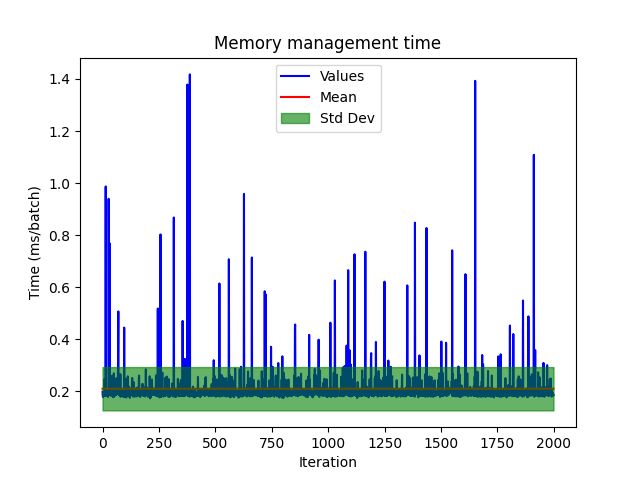 Memory management time
Values
Mean
Std Dev
Time (ms/batch)
1.4
1.2
1.0
0.8
0.6
0.4
0.2
0 250 500 750 1000 1250 1500 1750 2000
Iteration